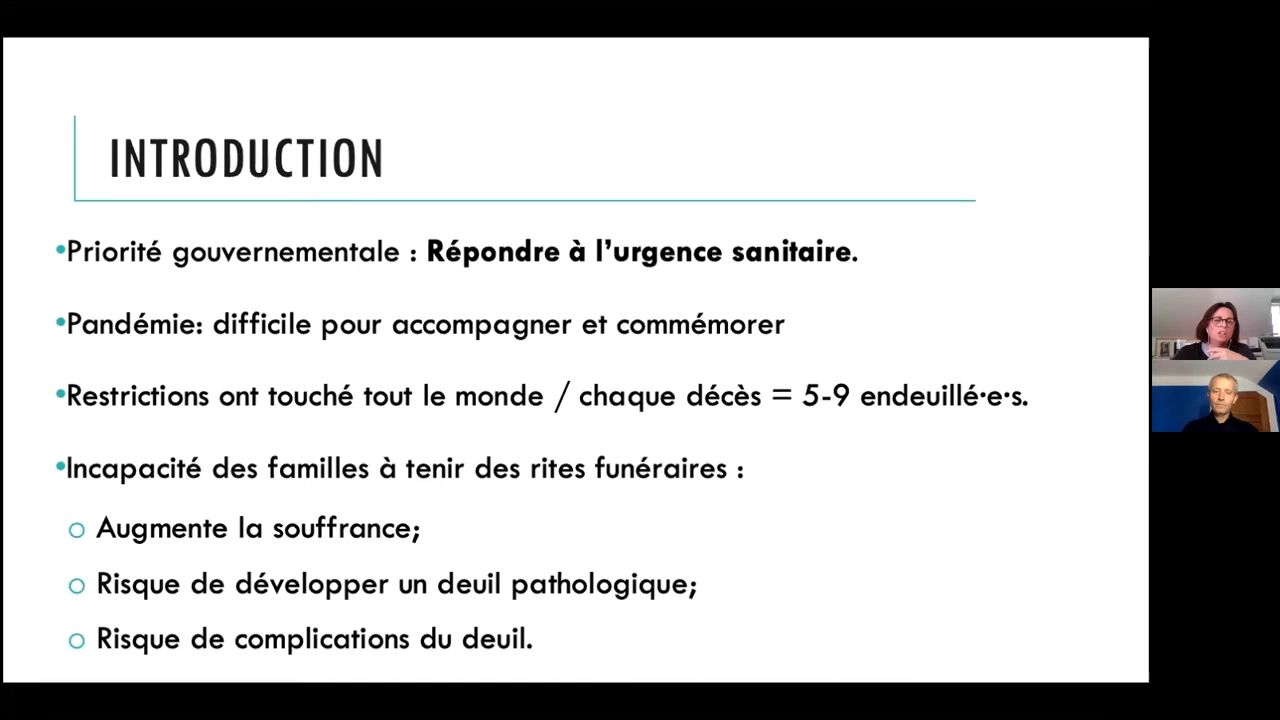 INTRODUCTION
•Priorité gouvernementale : Répondre à l’urgence sanitaire.
•Pandémie: difficile pour accompagner et commémorer
•Restrictions ont touché tout le monde / chaque décès = 5-9 endeuillé·e·s.
•Incapacité des familles à tenir des rites funéraires :
o Augmente la souffrance;
o Risque de développer un deuil pathologique;
o Risque de complications du deuil.